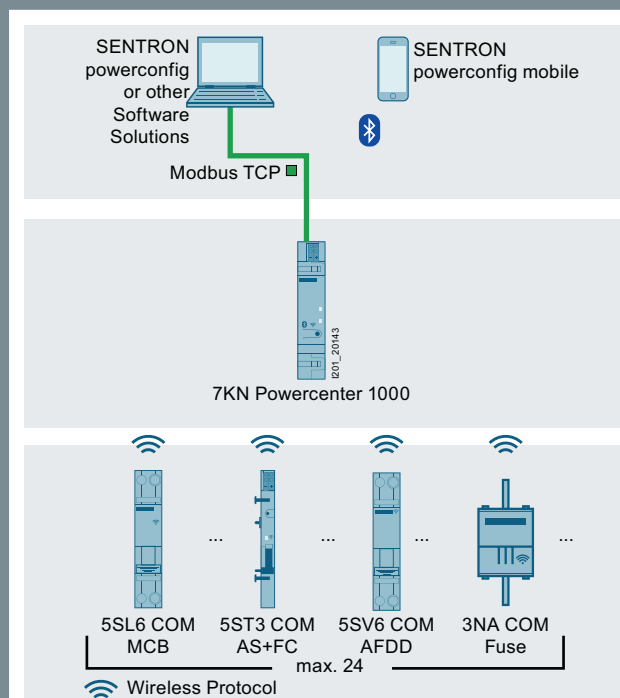 SENTRON
powerconfig
or other
Software
Solutions
SENTRON
powerconfig mobile
Modbus TCP
I201_20143
7KN Powercenter 1000
... ... ... ...
5SL6 COM
MCB
5ST3 COM
AS+FC
5SV6 COM
AFDD
3NA COM
Fuse
max. 24
Wireless Protocol